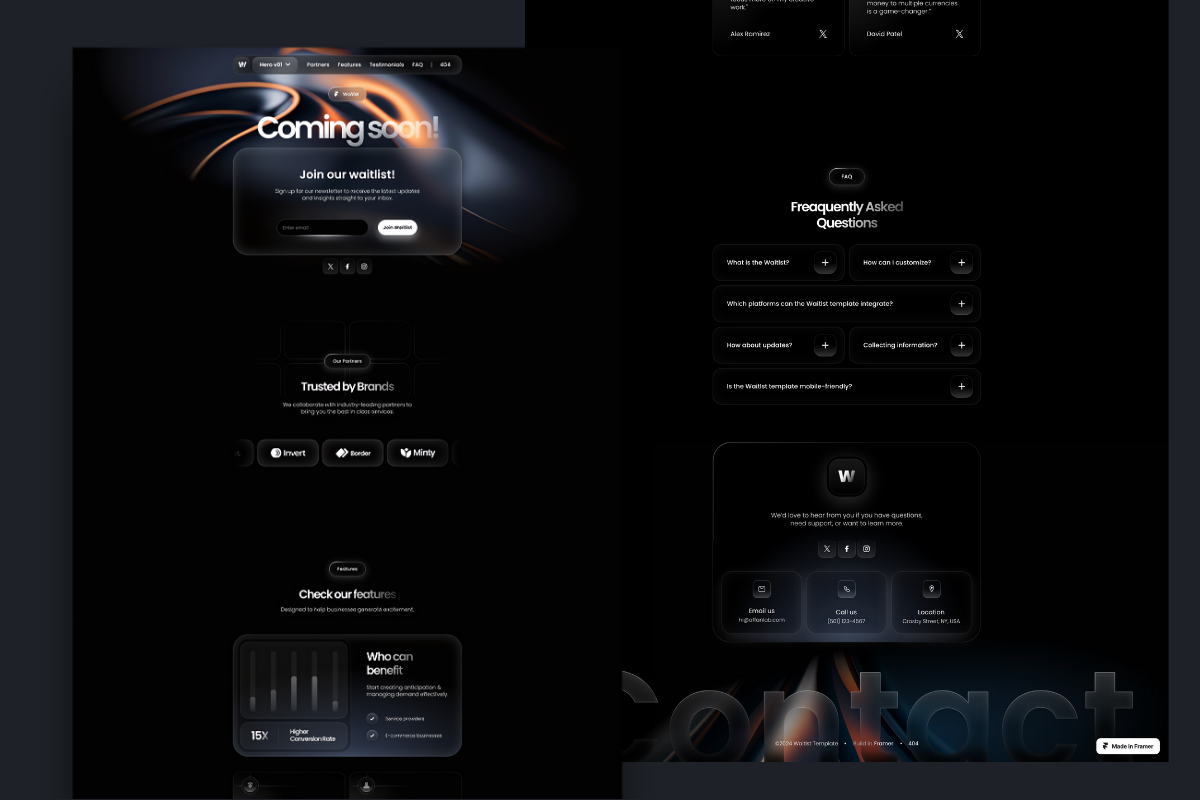 W
Hero v01
Partners
Features
Testimonials
FAQ
|
404
Waitlist
Coming soon!
Join our waitlist!
Sign up for our newsletter to receive the latest updates
and insights straight to your inbox.
Enter email
Join Waitlist
Our Partners
Trusted by Brands
We collaborate with industry-leading partners to
bring you the best in class services.
Invert
Border
Minty
Features
Check our features
Designed to help businesses generate excitement.
Who can
benefit
Start creating anticipation &
managing demand effectively.
Service providers
E-commerce businesses
15X
Higher
Conversion Rate
work."
Alex Ramirez
money to multiple currencies
is a game-changer."
David Patel
FAQ
Freaquently Asked
Questions
What is the Waitlst?
How can I customize?
Which platforms can the Waitlst template integrate?
How about updates?
Collecting information?
Is the Waitlst template mobile-friendly?
W
We'd love to hear from you if you have questions,
need support, or want to learn more.
Email us
hi@affanlab.com
Call us
(501) 123-4567
Location
Crosby Street, NY, USA
Contact
©2024 Waitlst Template • Build in Framer • 404
Made in Framer